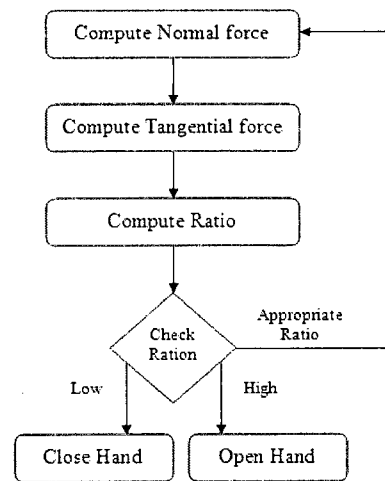 Compute Normal force
Compute Tangential force
Compute Ratio
Check
Ration
Appropriate
Ratio
Low
High
Close Hand
Open Hand